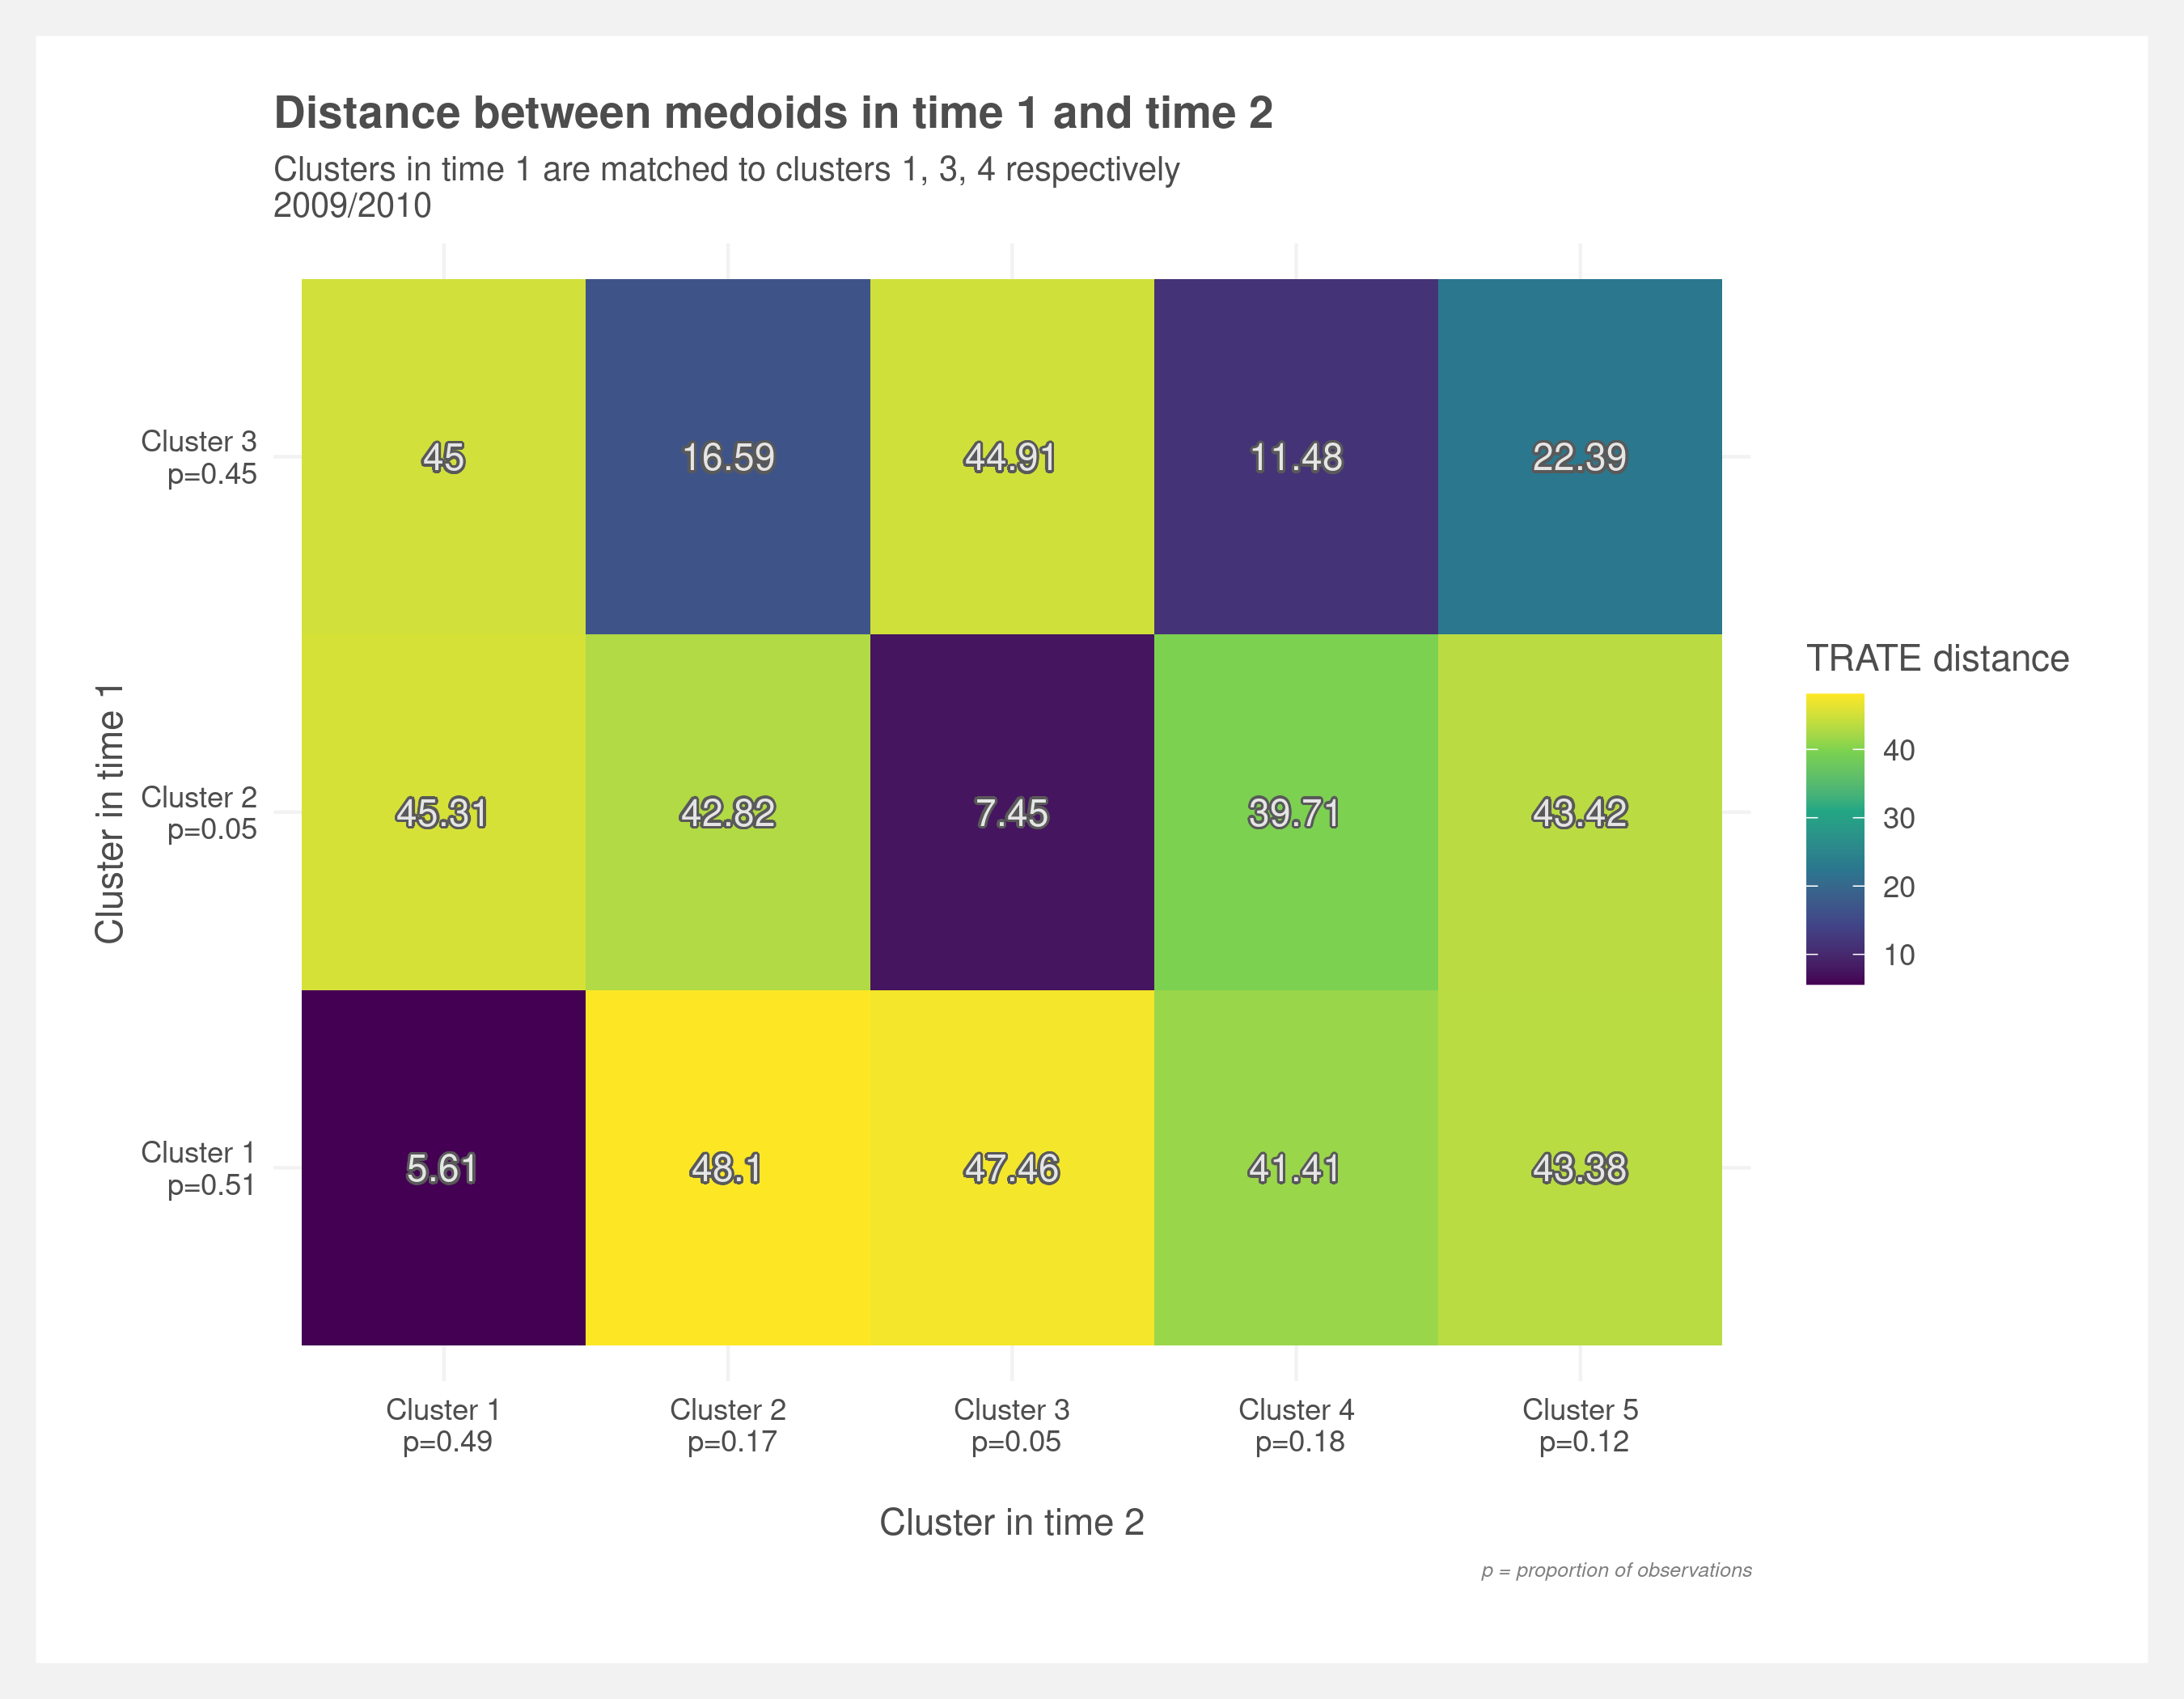 Distance between medoids in time 1 and time 2
Clusters in time 1 are matched to clusters 1, 3, 4 respectively
2009/2010
Cluster in time 1
Cluster 3
p=0.45
45
16.59
44.91
11.48
22.39
Cluster 2
p=0.05
45.31
42.82
7.45
39.71
43.42
Cluster 1
p=0.51
5.61
48.1
47.46
41.41
43.38
Cluster 1
p=0.49
Cluster 2
p=0.17
Cluster 3
p=0.05
Cluster 4
p=0.18
Cluster 5
p=0.12
Cluster in time 2
TRATE distance
40
30
20
10
p = proportion of observations